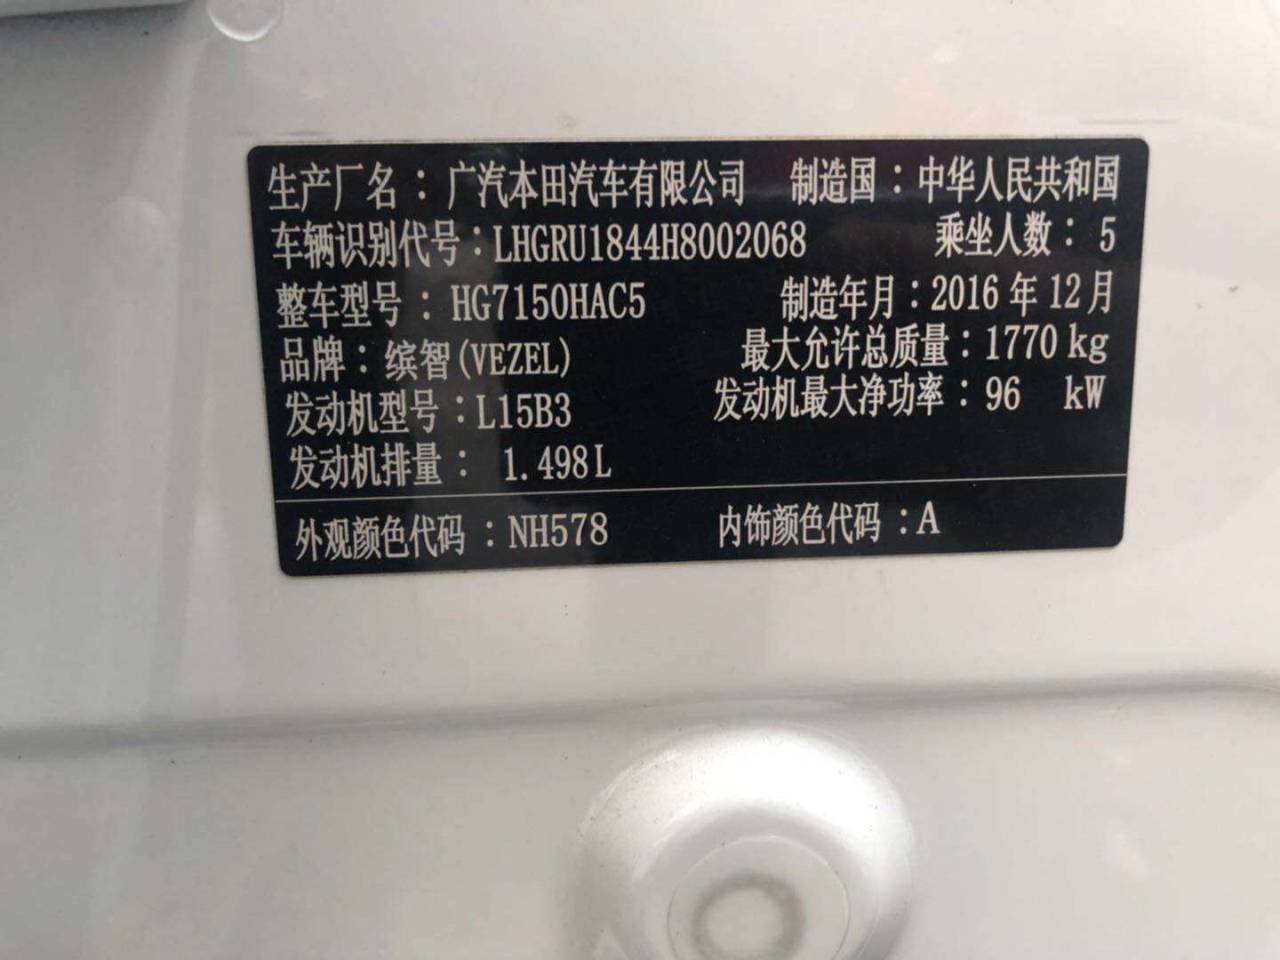 生产厂名：广汽本田汽车有限公司 制造国：中华人民共和国
车辆识别代号：LHGRU1844H8002068 乘坐人数：5
整车型号：HG7150HAC5 制造年月：2016年12月
品牌：缤智(VEZEL) 最大允许总质量：1770kg
发动机型号：L15B3 发动机最大净功率：96 kW
发动机排量：1.498L
外观颜色代码：NH578 内饰颜色代码：A